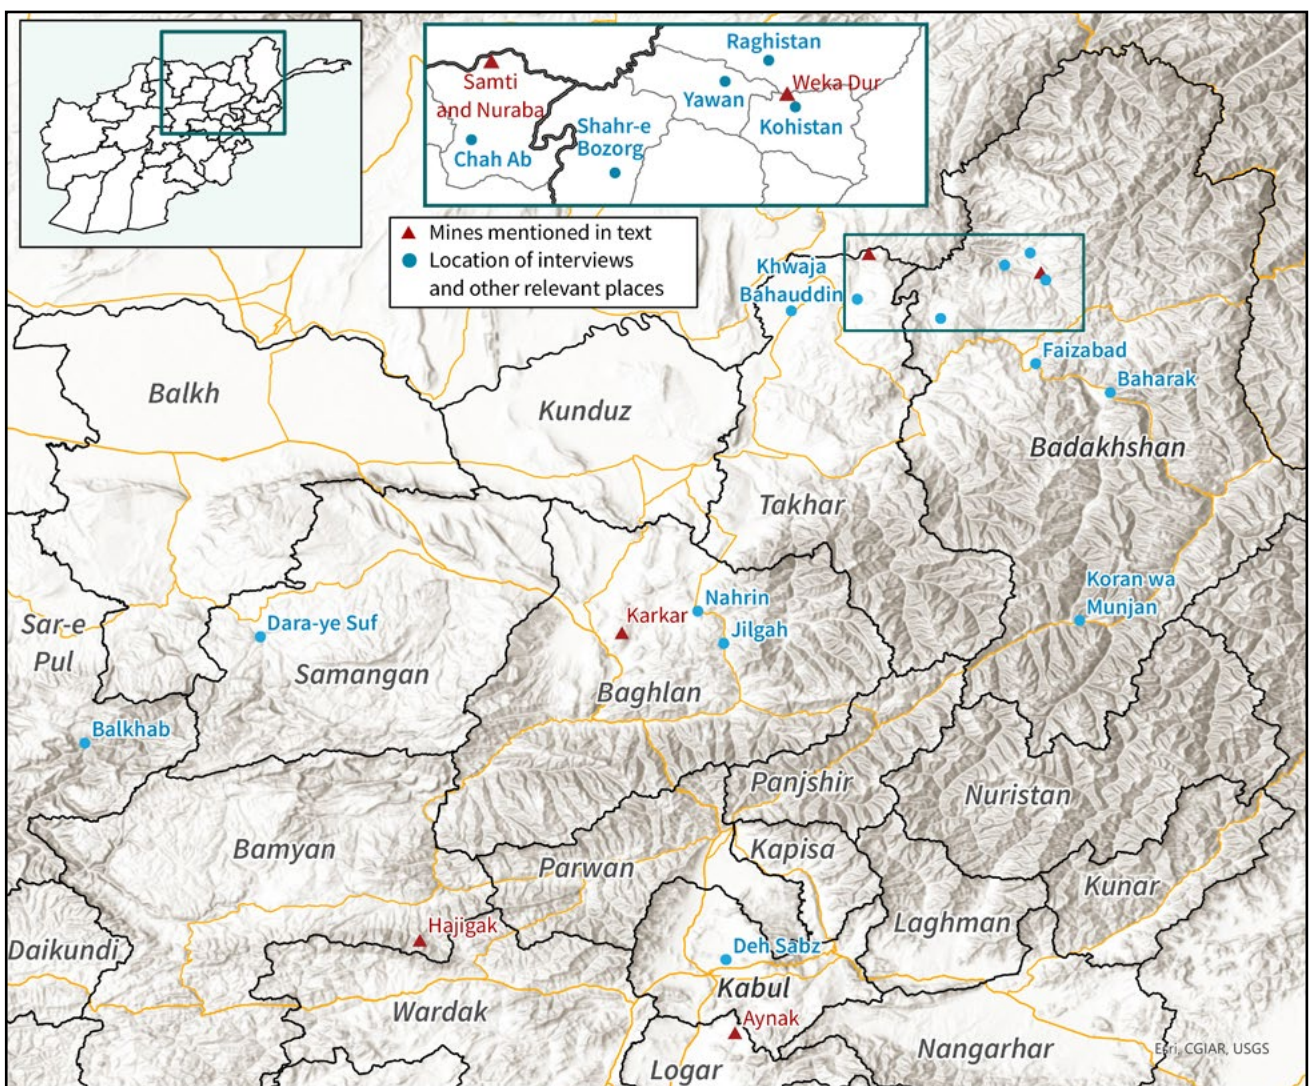 Raghistan
Samti
and Nuraba
Weka Dur
Yawan
Kohistan
Shahr-e
Bozorg
Chah Ab
Mines mentioned in text
Location of interviews
and other relevant places
Khwaja
Bahauddin
Faizabad
Baharak
Balkh
Kunduz
Badakhshan
Takhar
Koran wa
Munjan
Nahrin
Karkar
Jilgah
Dara-ye Suf
Sar-e
Pul
Samangan
Baghlan
Balkhab
Panjshir
Nuristan
Bamyan
Parwan
Kapisa
Kunar
Hajigak
Laghman
Daikundi
Deh Sabz
Kabul
Wardak
Aynak
Nangarhar
Logar
Esri, CGIAR, USGS